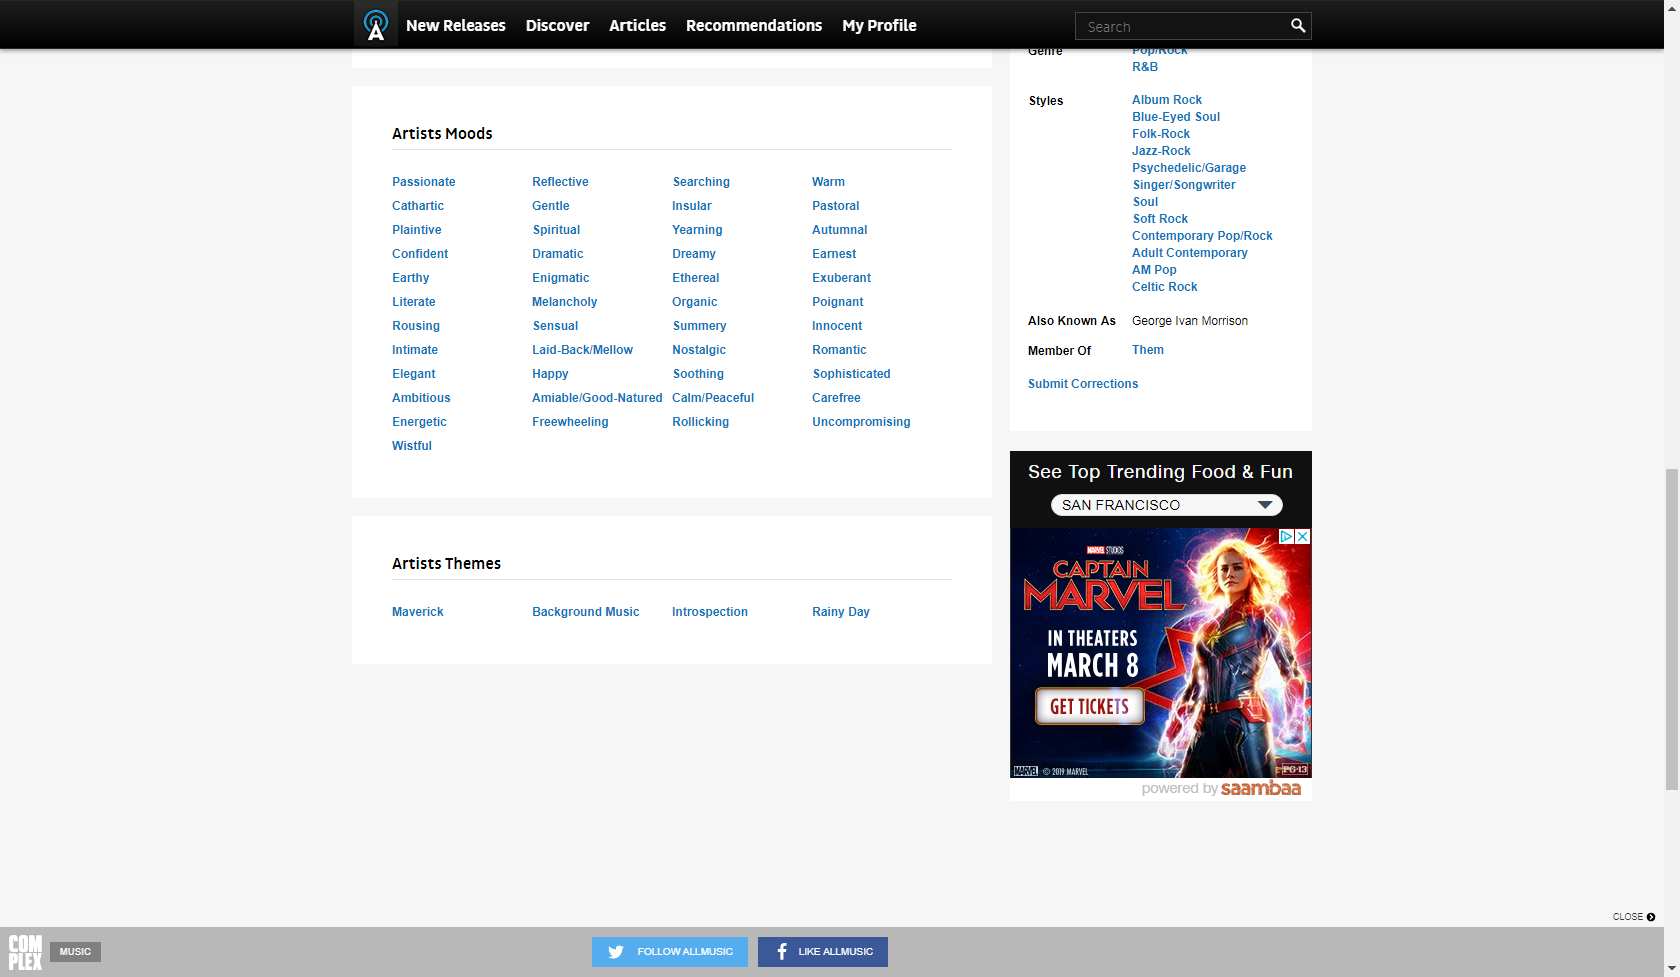 New Releases Discover Articles Recommendations My Profile Search
Artists Moods
Passionate Reflective Searching Warm
Cathartic Gentle Insular Pastoral
Plaintive Spiritual Yearning Autumnal
Confident Dramatic Dreamy Earnest
Earthy Enigmatic Ethereal Exuberant
Literate Melancholy Organic Poignant
Rousing Sensual Summery Innocent
Intimate Laid-Back/Mellow Nostalgic Romantic
Elegant Happy Soothing Sophisticated
Ambitious Amiable/Good-Natured Calm/Peaceful Carefree
Energetic Freewheeling Rollicking Uncompromising
Wistful
Artists Themes
Maverick Background Music Introspection Rainy Day
Genre Pop/Rock
R&B
Styles Album Rock
Blue-Eyed Soul
Folk-Rock
Jazz-Rock
Psychedelic/Garage
Singer/Songwriter
Soul
Soft Rock
Contemporary Pop/Rock
Adult Contemporary
AM Pop
Celtic Rock
Also Known As George Ivan Morrison
Member Of Them
Submit Corrections
See Top Trending Food & Fun
SAN FRANCISCO
MARVEL STUDIOS
CAPTAIN
MARVEL
IN THEATERS
MARCH 8
GET TICKETS
MARVEL © 2019 MARVEL PG-13
powered by saambaa
CLOSE
COM
PLEX MUSIC FOLLOW ALLMUSIC LIKE ALLMUSIC